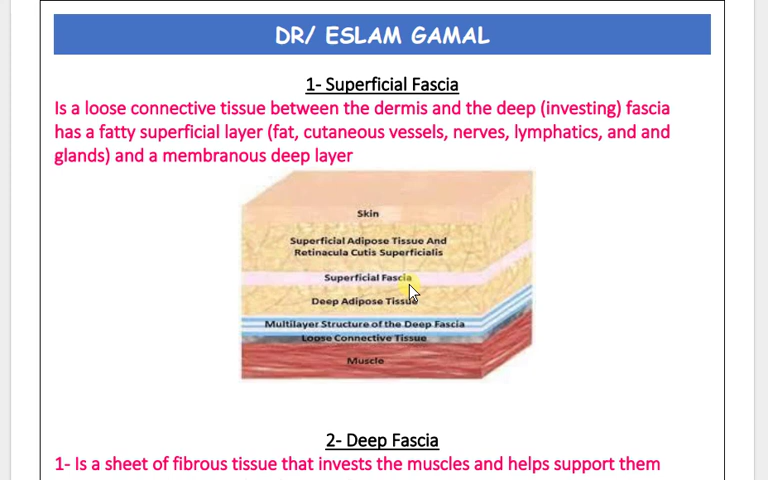 DR/ ESLAM GAMAL
1- Superficial Fascia
Is a loose connective tissue between the dermis and the deep (investing) fascia
has a fatty superficial layer (fat, cutaneous vessels, nerves, lymphatics, and and
glands) and a membranous deep layer
Skin
Superficial Adipose Tissue And
Retinacula Cutis Superficialis
Superficial Fascia
Deep Adipose Tissue
Multilayer Structure of the Deep Fascia
Loose Connective Tissue
Muscle
2- Deep Fascia
1- Is a sheet of fibrous tissue that invests the muscles and helps support them